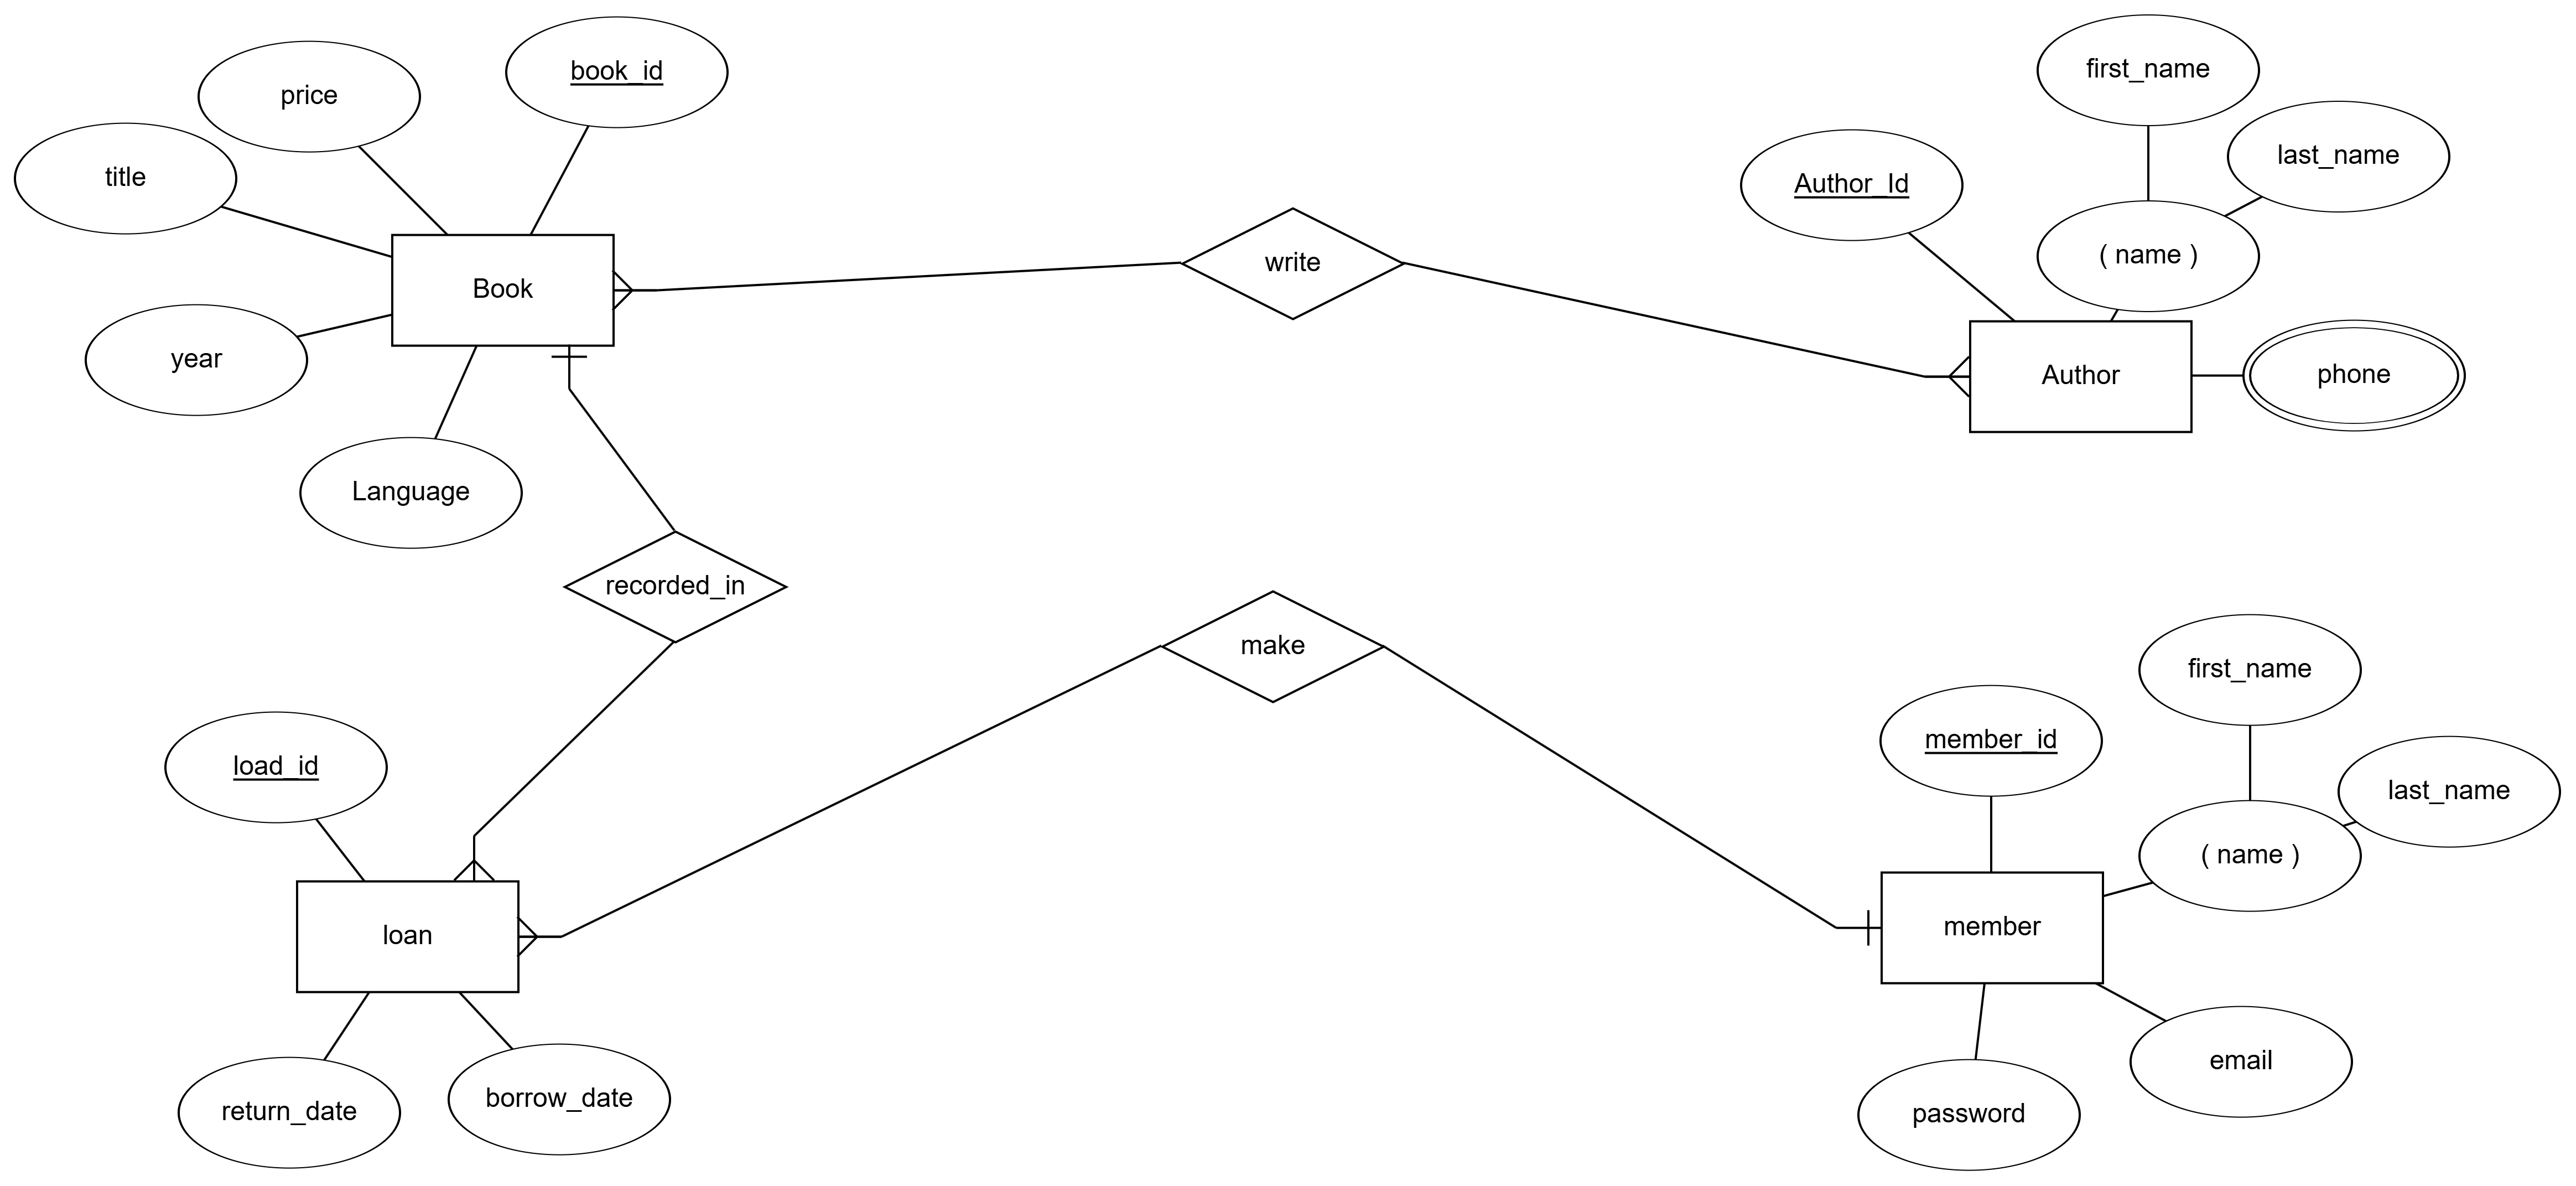 book_id
price
title
Book
year
Language
write
first_name
last_name
Author_Id
( name )
Author
phone
recorded_in
make
load_id
loan
return_date
borrow_date
first_name
member_id
last_name
( name )
member
email
password